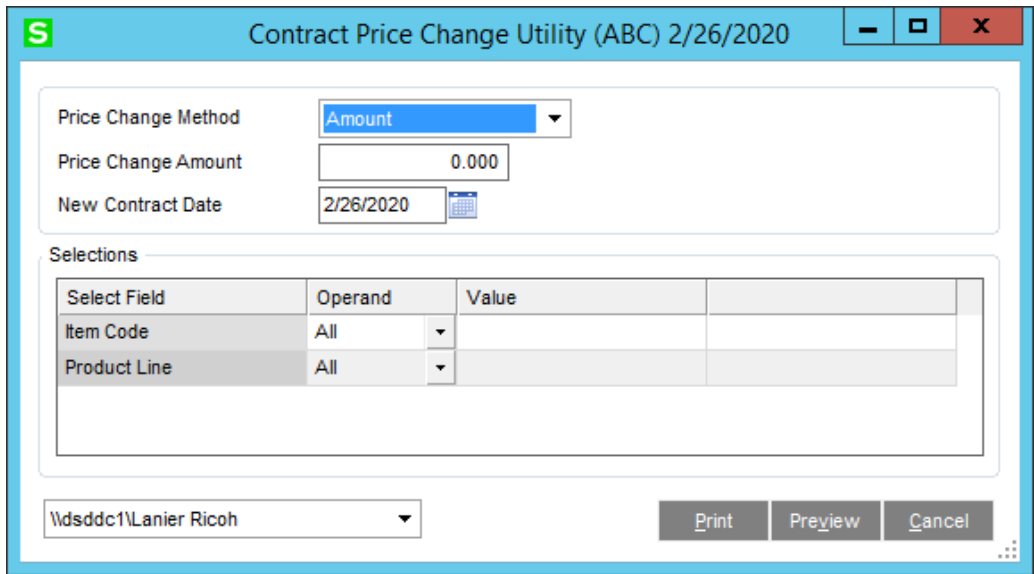 S Contract Price Change Utility (ABC) 2/26/2020 X
Price Change Method Amount
Price Change Amount 0.000
New Contract Date 2/26/2020
Selections
Select Field Operand Value
Item Code All
Product Line All
\\dsddc1\Lanier Ricoh Print Preview Cancel